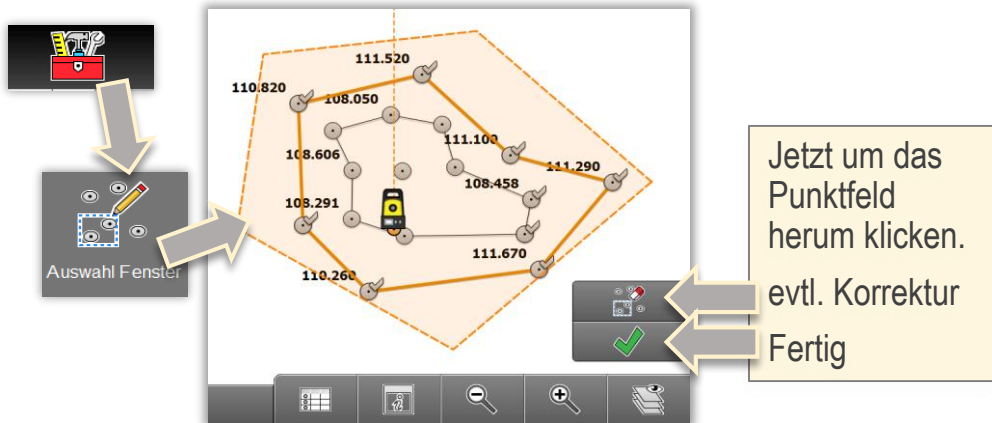 111.520
110.820
108.050
111.100
108.606
111.290
108.458
108.291
111.670
110.260
Auswahl Fenster
Jetzt um das
Punktfeld
herum klicken.
evtl. Korrektur
Fertig